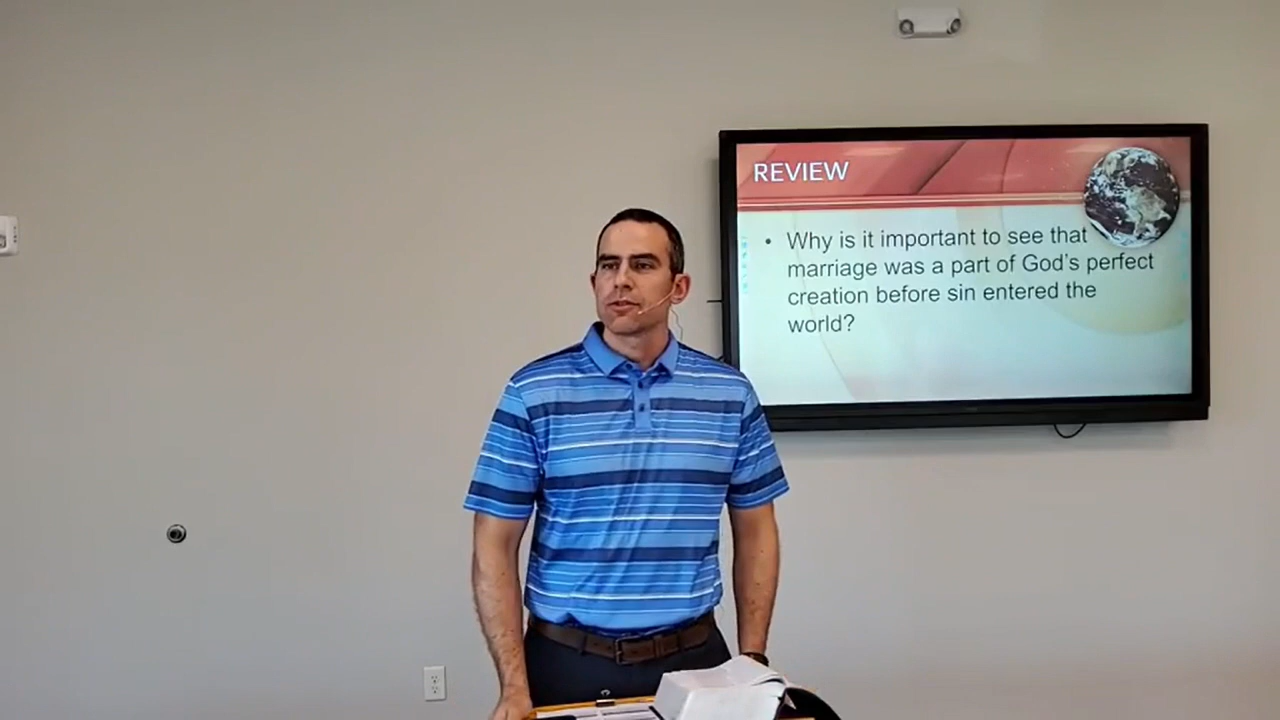 REVIEW
• Why is it important to see that
marriage was a part of God's perfect
creation before sin entered the
world?